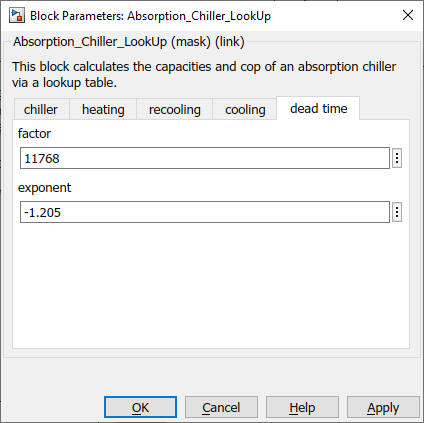 Block Parameters: Absorption_Chiller_LookUp
Absorption_Chiller_LookUp (mask) (link)
This block calculates the capacities and cop of an absorption chiller
via a lookup table.
chiller heating recooling cooling dead time
factor
11768
exponent
-1.205
OK Cancel Help Apply